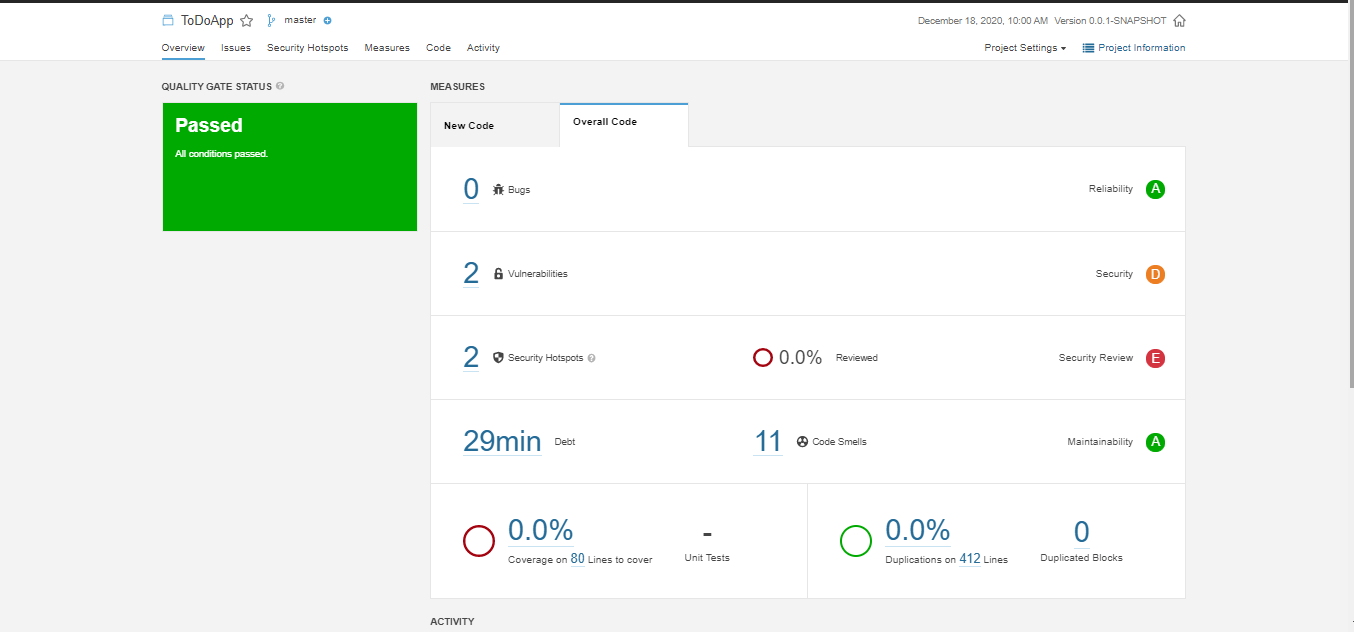 ToDoApp master December 18, 2020, 10:00 AM Version 0.0.1-SNAPSHOT
Overview Issues Security Hotspots Measures Code Activity Project Settings Project Information
QUALITY GATE STATUS MEASURES
Passed
All conditions passed.
New Code Overall Code
0 Bugs Reliability A
2 Vulnerabilities Security D
2 Security Hotspots 0.0% Reviewed Security Review E
29min Debt 11 Code Smells Maintainability A
0.0% - 0.0% 0
Coverage on 80 Lines to cover Unit Tests Duplications on 412 Lines Duplicated Blocks
ACTIVITY